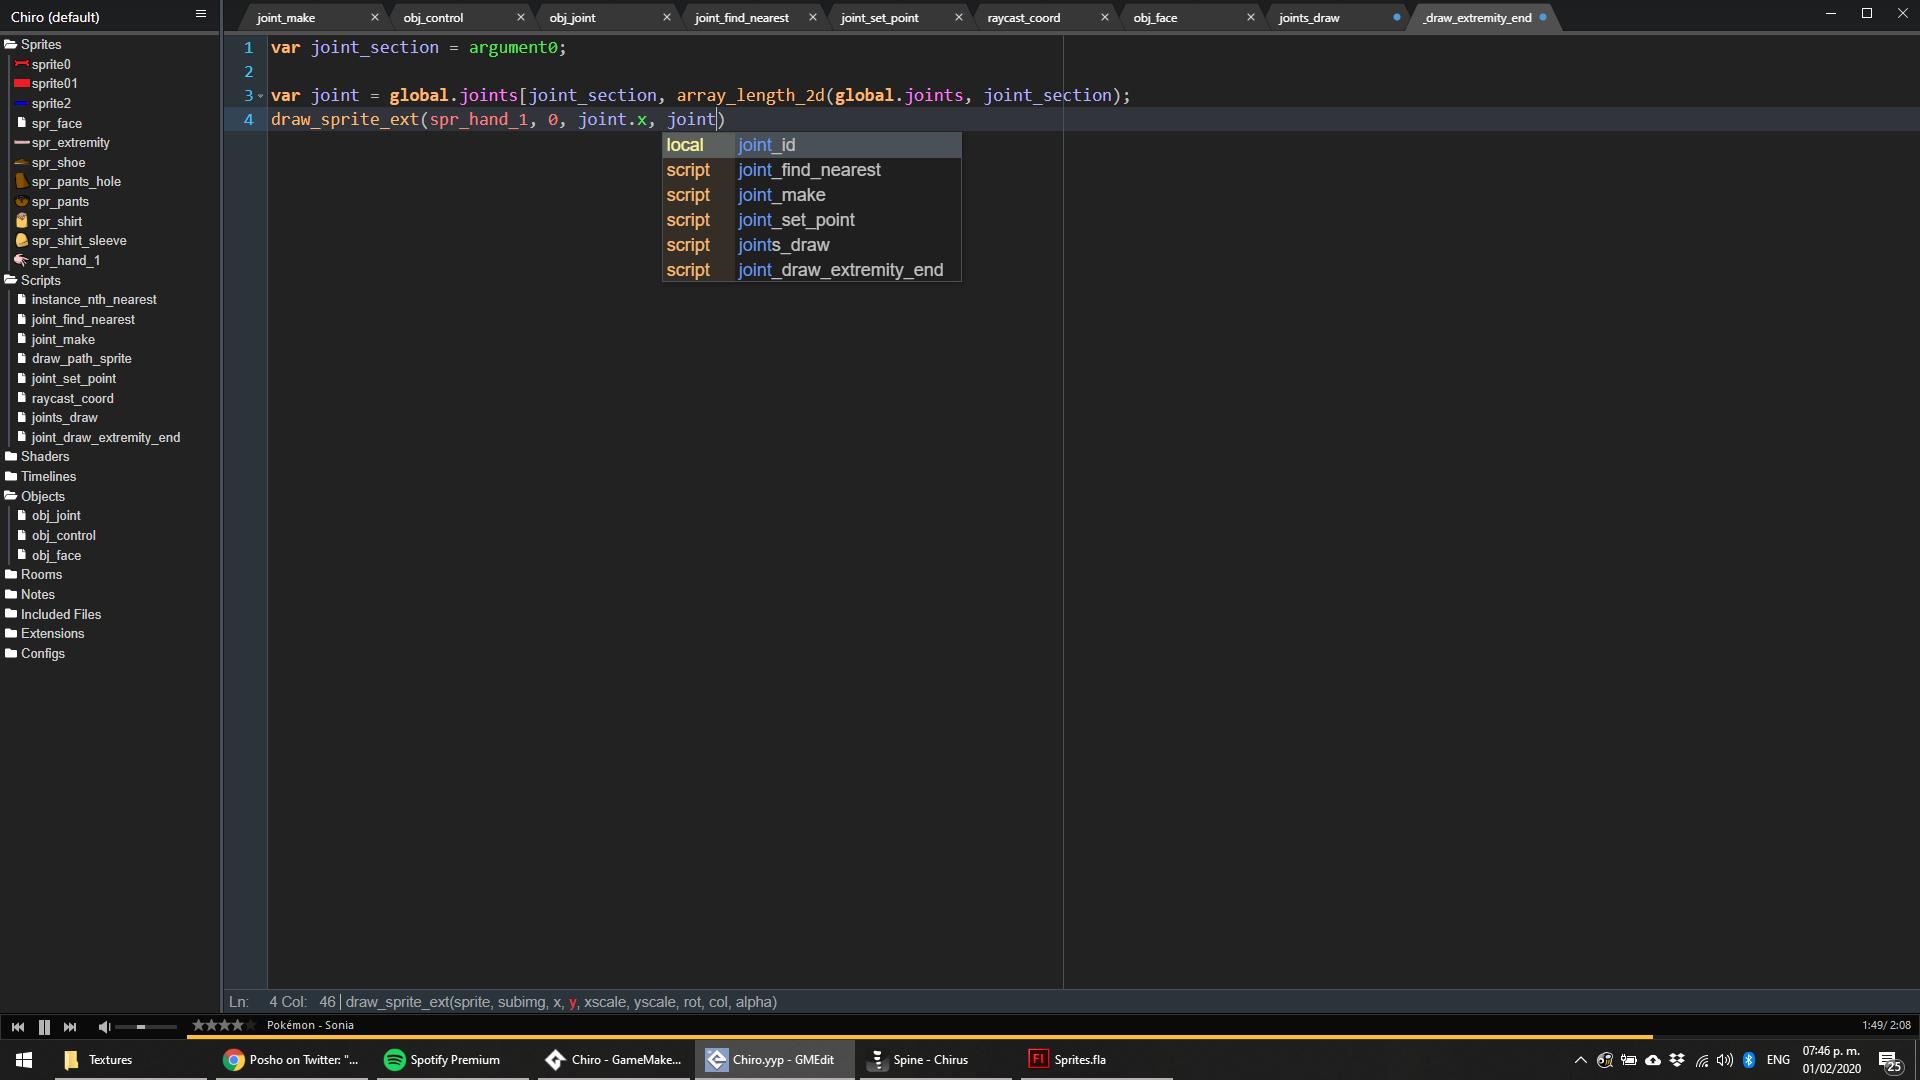 Chiro (default)
joint_make
obj_control
obj_joint
joint_find_nearest
joint_set_point
raycast_coord
obj_face
joints_draw
_draw_extremity_end
Sprites
sprite0
sprite01
sprite2
spr_face
spr_extremity
spr_shoe
spr_pants_hole
spr_pants
spr_shirt
spr_shirt_sleeve
spr_hand_1
Scripts
instance_nth_nearest
joint_find_nearest
joint_make
draw_path_sprite
joint_set_point
raycast_coord
joints_draw
joint_draw_extremity_end
Shaders
Timelines
Objects
obj_joint
obj_control
obj_face
Rooms
Notes
Included Files
Extensions
Configs
1 var joint_section = argument0;
2
3 var joint = global.joints[joint_section, array_length_2d(global.joints, joint_section);
4 draw_sprite_ext(spr_hand_1, 0, joint.x, joint)
local joint_id
script joint_find_nearest
script joint_make
script joint_set_point
script joints_draw
script joint_draw_extremity_end
Ln: 4 Col: 46 draw_sprite_ext(sprite, subimg, x, y, xscale, yscale, rot, col, alpha)
Pokémon - Sonia
1:49/ 2:08
Textures
Posho on Twitter: "...
Spotify Premium
Chiro - GameMake...
Chiro.yyp - GMEdit
Spine - Chirus
Fl
Sprites.fla
ENG
07:46 p. m.
01/02/2020
25